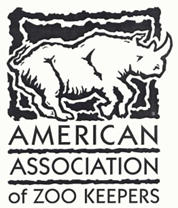 AMERICAN
ASSOCIATION
of ZOO KEEPERS